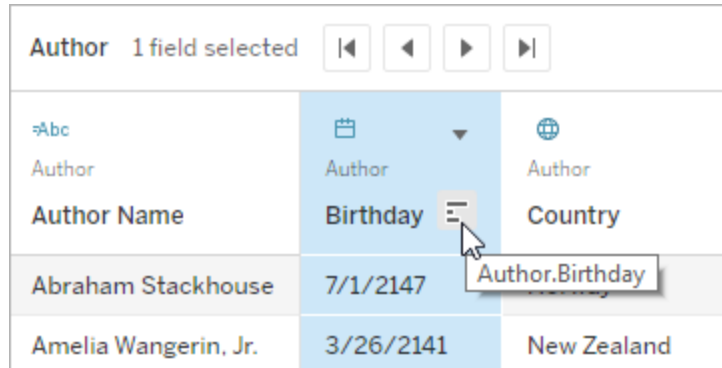 Author 1 field selected
=Abc
Author Author Author
Author Name Birthday Country
Author.Birthday
Abraham Stackhouse 7/1/2147
Amelia Wangerin, Jr. 3/26/2141 New Zealand